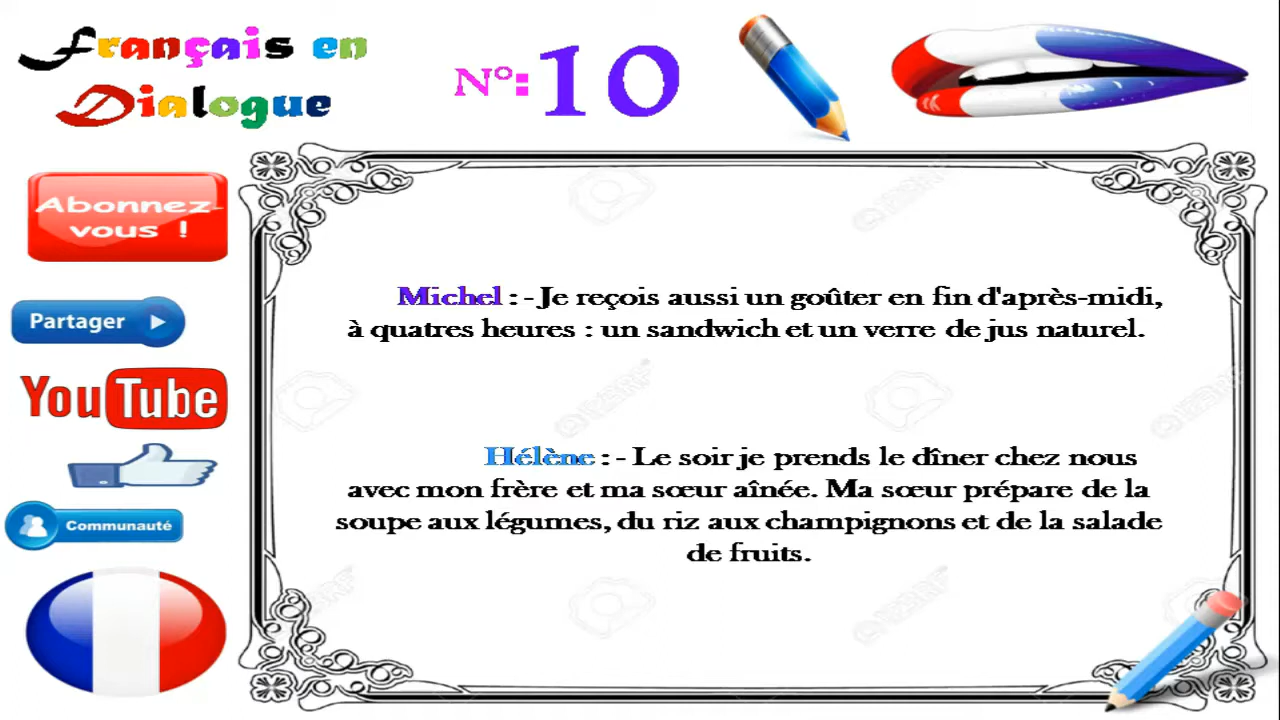 Français en
Dialogue
N°:10
Abonnez-
vous !
Partager
YouTube
Communauté
Michel : - Je reçois aussi un goûter en fin d'après-midi,
à quatres heures : un sandwich et un verre de jus naturel.
Hélène : - Le soir je prends le dîner chez nous
avec mon frère et ma sœur aînée. Ma sœur prépare de la
soupe aux légumes, du riz aux champignons et de la salade
de fruits.